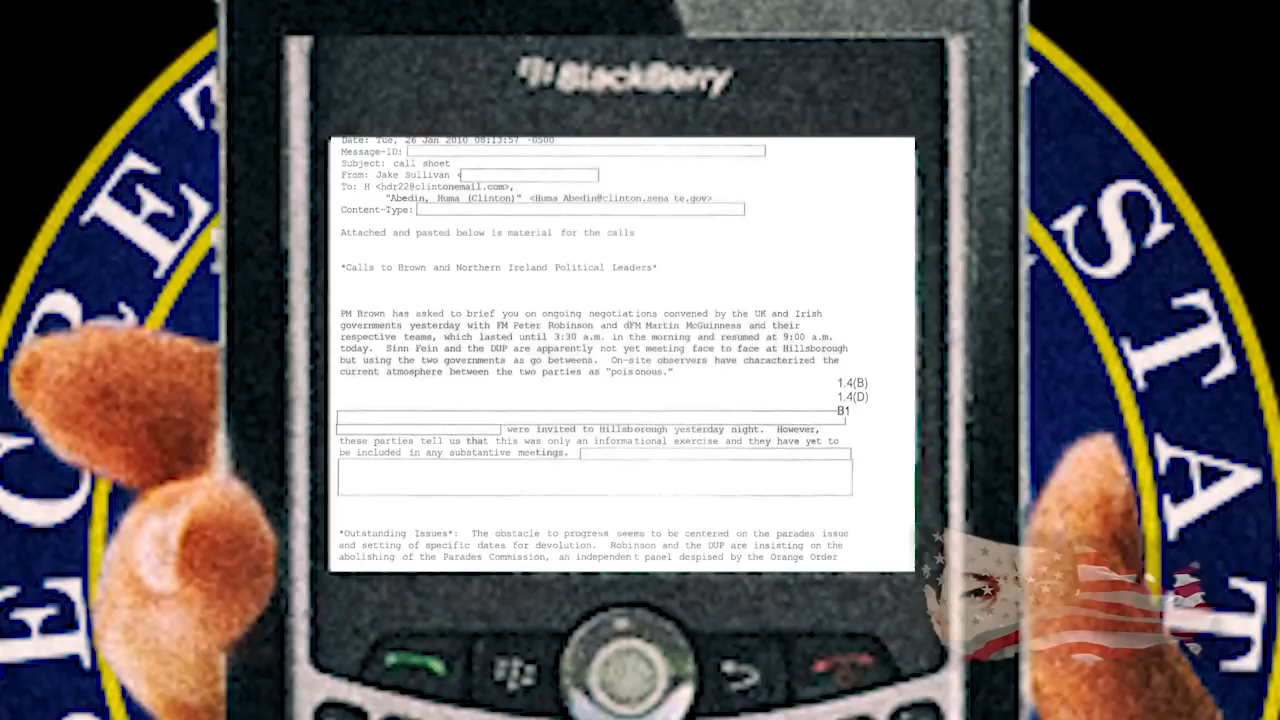 BlackBerry
Date: Tue, 26 Jan 2010 08:13:57 -0500
Message-ID:
Subject: call sheet
From: Jake Sullivan <
To: H <hdr22@clintonemail.com>,
"Abedin, Huma (Clinton)" <Huma Abedin@clinton.sena te.gov>
Content-Type:
Attached and pasted below is material for the calls
*Calls to Brown and Northern Ireland Political Leaders*
PM Brown has asked to brief you on ongoing negotiations convened by the UK and Irish
governments yesterday with FM Peter Robinson and dFM Martin McGuinness and their
respective teams, which lasted until 3:30 a.m. in the morning and resumed at 9:00 a.m.
today. Sinn Fein and the DUP are apparently not yet meeting face to face at Hillsborough
but using the two governments as go betweens. On-site observers have characterized the
current atmosphere between the two parties as "poisonous."
1.4(B)
1.4(D)
B1
were invited to Hillsborough yesterday night. However,
these parties tell us that this was only an informational exercise and they have yet to
be included in any substantive meetings.
*Outstanding Issues*: The obstacle to progress seems to be centered on the parades issue
and setting of specific dates for devolution. Robinson and the DUP are insisting on the
abolishing of the Parades Commission, an independent panel despised by the Orange Order
SECRET
STAT